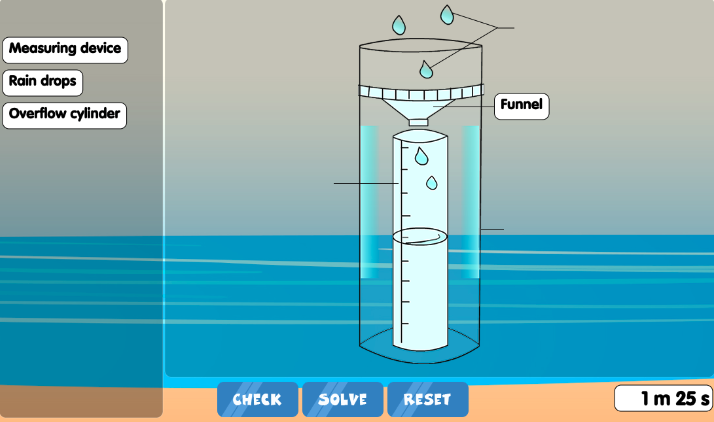 Measuring device
Rain drops
Overflow cylinder
Funnel
CHECK
SOLVE
RESET
1 m 25 s